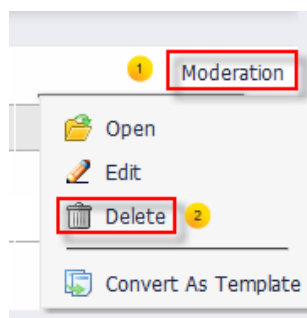 1 Moderation
Open
Edit
Delete 2
Convert As Template